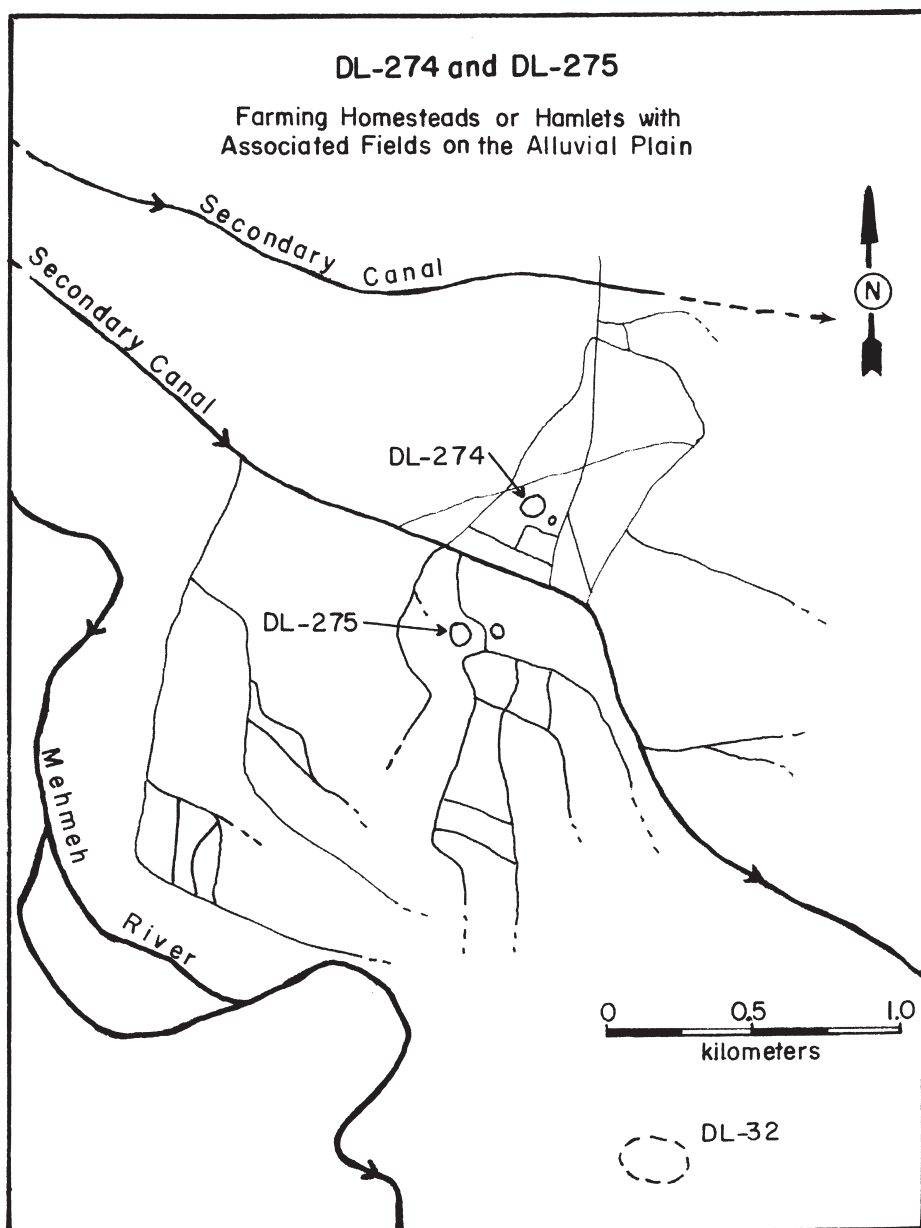 DL-274 and DL-275
Farming Homesteads or Hamlets with
Associated Fields on the Alluvial Plain
Secondary Canal
Secondary Canal
N
DL-274
DL-275
Mehmeh River
0 0.5 1.0
kilometers
DL-32